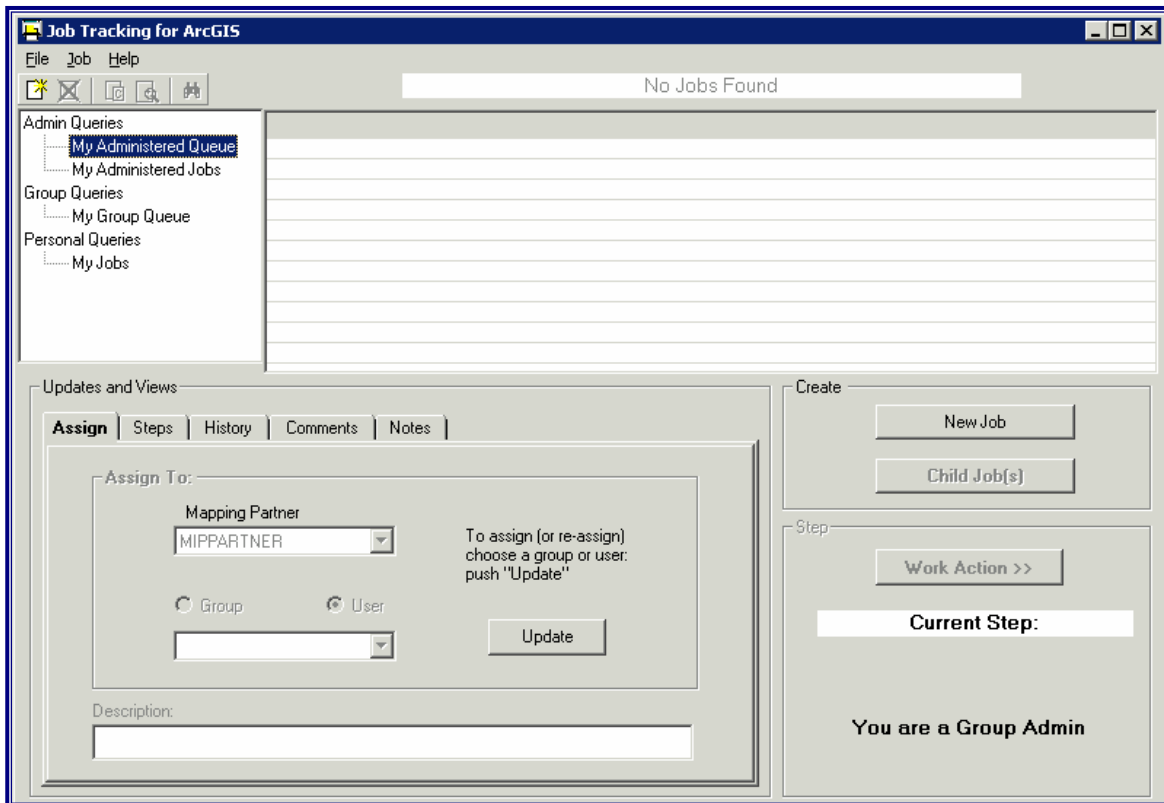 Job Tracking for ArcGIS
File Job Help
No Jobs Found
Admin Queries
My Administered Queue
My Administered Jobs
Group Queries
My Group Queue
Personal Queries
My Jobs
Updates and Views
Assign Steps History Comments Notes
Assign To:
Mapping Partner
MIPPARTNER
To assign (or re-assign)
choose a group or user:
push "Update"
Group User
Update
Description:
Create
New Job
Child Job(s)
Step
Work Action >>
Current Step:
You are a Group Admin